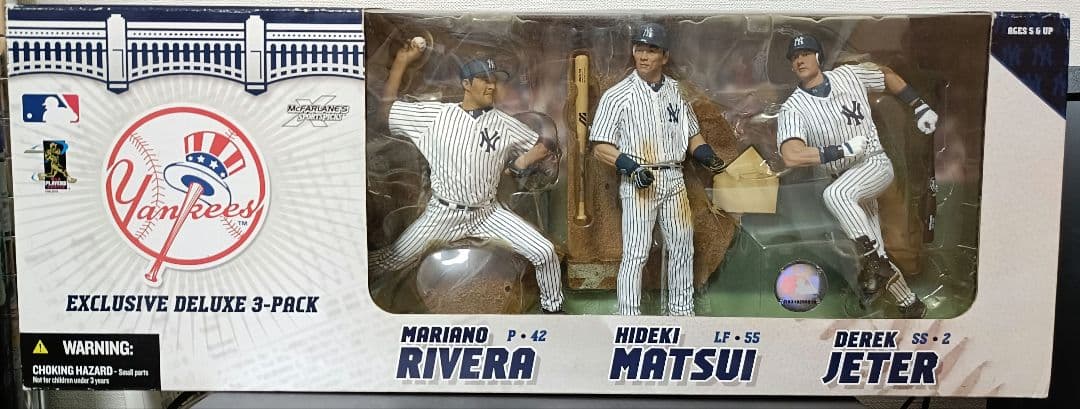 AGES 5 & UP
McFARLANE'S
SPORTSPICKS
Yankees
TM
EXCLUSIVE DELUXE 3-PACK
WARNING:
CHOKING HAZARD - Small parts
Not for children under 3 years
MARIANO P • 42
RIVERA
HIDEKI LF • 55
MATSUI
DEREK SS • 2
JETER